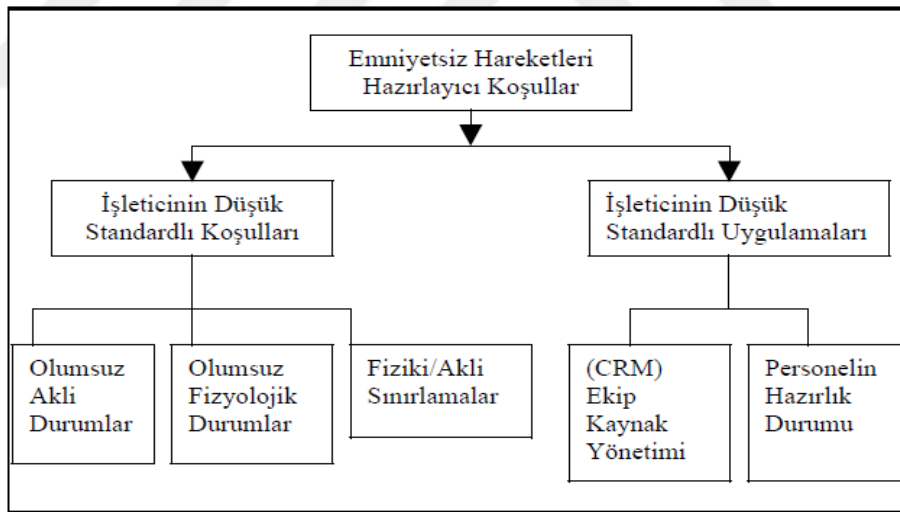 Emniyetsiz Hareketleri
Hazırlayıcı Koşullar
İşleticinin Düşük
Standardlı Koşulları
İşleticinin Düşük
Standardlı Uygulamaları
Olumsuz
Akli
Durumlar
Olumsuz
Fizyolojik
Durumlar
Fiziki/Akli
Sınırlamalar
(CRM)
Ekip
Kaynak
Yönetimi
Personelin
Hazırlık
Durumu